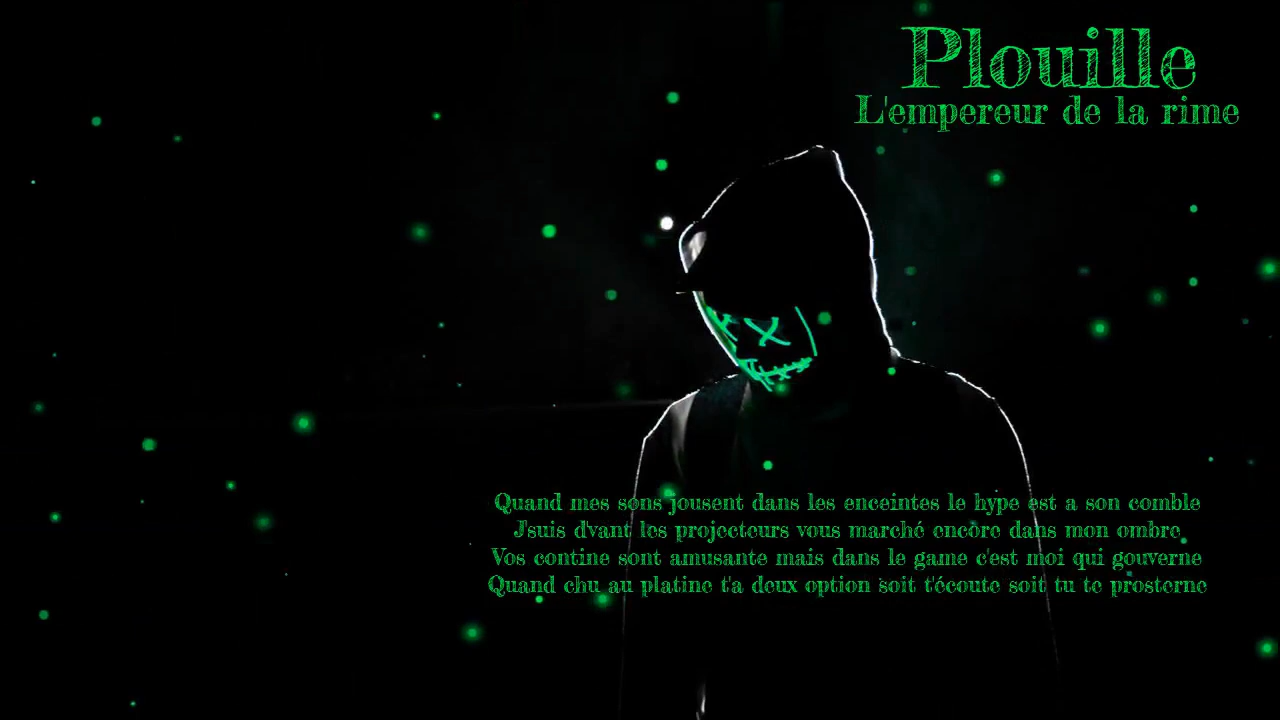 Plouille
L'empereur de la rime
Quand mes sons jousent dans les enceintes le hype est a son comble
J'suis d'vant les projecteurs vous marché encore dans mon ombre
Vos contine sont amusante mais dans le game c'est moi qui gouverne
Quand chu au platine t'a deux option soit t'écoute soit tu te prosterne